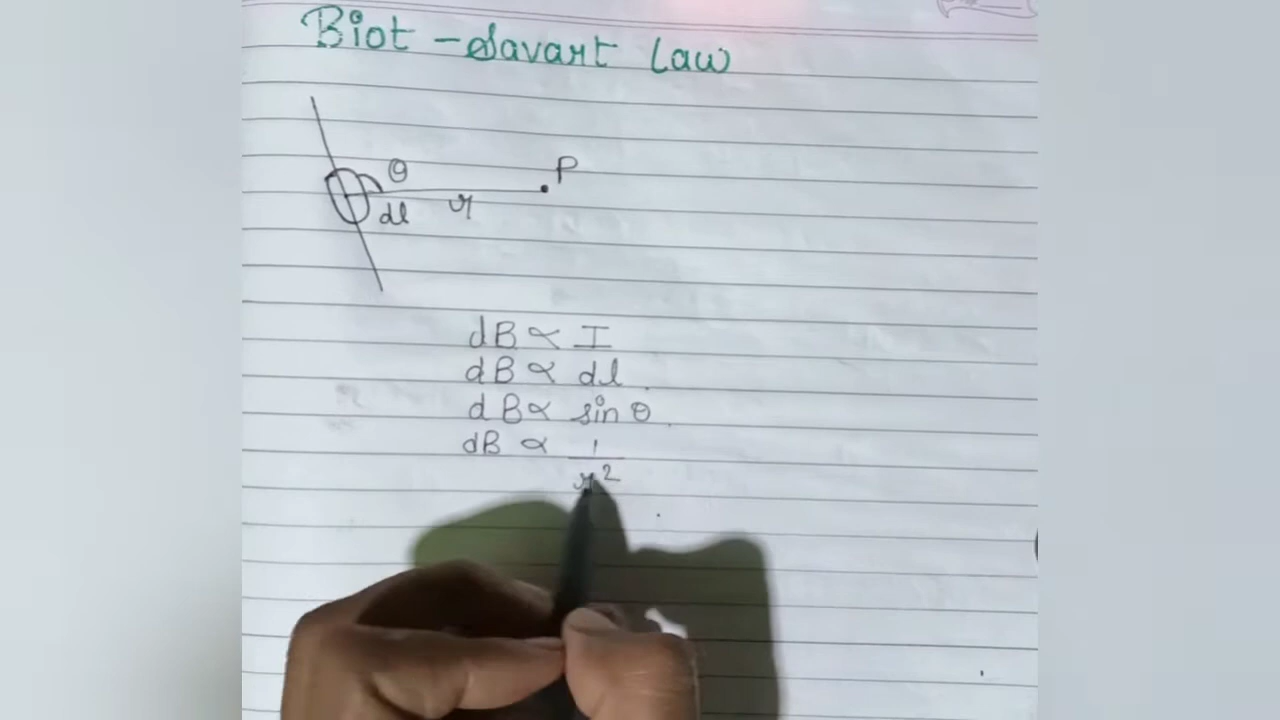 Biot - Savart Law
θ
P
dl
r
dB ∝ I
dB ∝ dl
dB ∝ sin θ
dB ∝ 1/r²